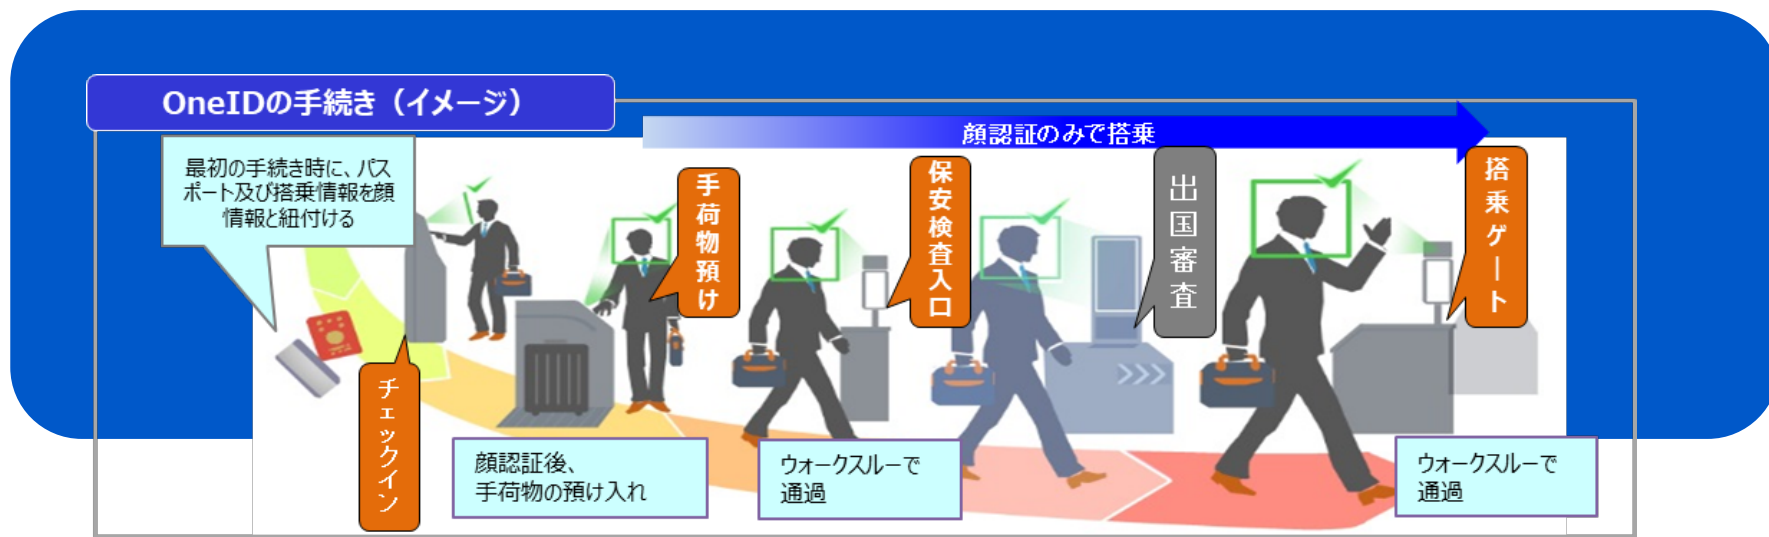 OneIDの手続き（イメージ）
顔認証のみで搭乗
最初の手続き時に、パス
ポート及び搭乗情報を顔
情報と紐付ける
チェックイン
手荷物預け
保安検査入口
出国審査
搭乗ゲート
顔認証後、
手荷物の預け入れ
ウォークスルーで
通過
ウォークスルーで
通過